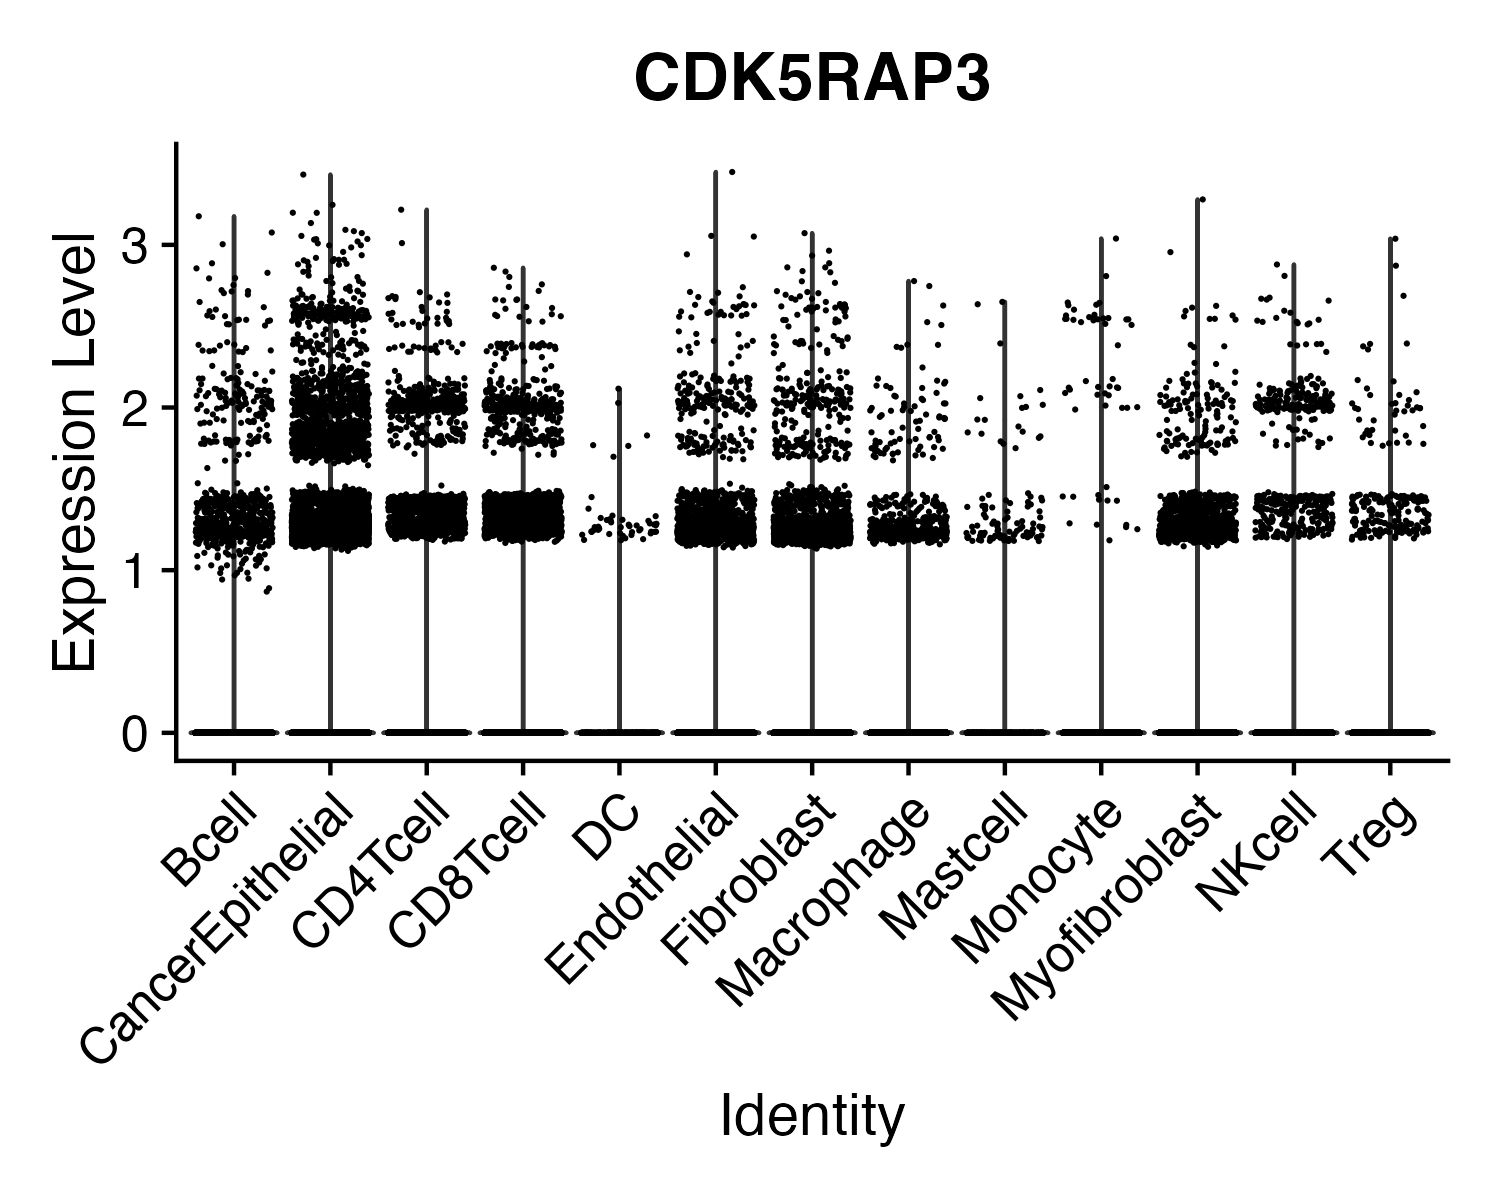 CDK5RAP3
Expression Level
3
2
1
0
Bcell
CancerEpithelial
CD4Tcell
CD8Tcell
DC
Endothelial
Fibroblast
Macrophage
Mastcell
Monocyte
Myofibroblast
NKcell
Treg
Identity